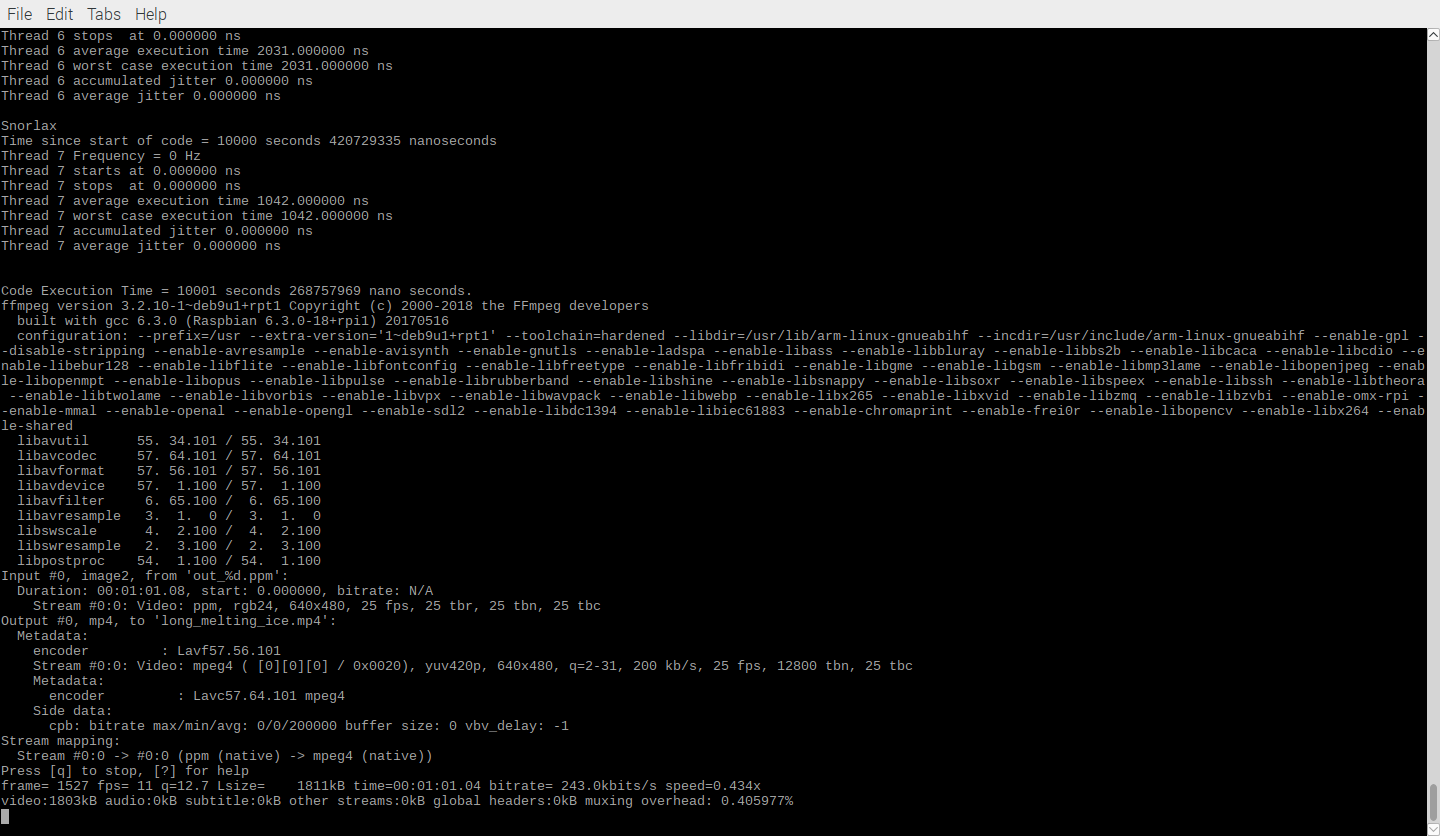 File Edit Tabs Help
Thread 6 stops  at 0.000000 ns
Thread 6 average execution time 2031.000000 ns
Thread 6 worst case execution time 2031.000000 ns
Thread 6 accumulated jitter 0.000000 ns
Thread 6 average jitter 0.000000 ns
Snorlax
Time since start of code = 10000 seconds 420729335 nanoseconds
Thread 7 Frequency = 0 Hz
Thread 7 starts at 0.000000 ns
Thread 7 stops  at 0.000000 ns
Thread 7 average execution time 1042.000000 ns
Thread 7 worst case execution time 1042.000000 ns
Thread 7 accumulated jitter 0.000000 ns
Thread 7 average jitter 0.000000 ns
Code Execution Time = 10001 seconds 268757969 nano seconds.
ffmpeg version 3.2.10-1~deb9u1+rpt1 Copyright (c) 2000-2018 the FFmpeg developers
  built with gcc 6.3.0 (Raspbian 6.3.0-18+rpi1) 20170516
  configuration: --prefix=/usr --extra-version='1~deb9u1+rpt1' --toolchain=hardened --libdir=/usr/lib/arm-linux-gnueabihf --incdir=/usr/include/arm-linux-gnueabihf --enable-gpl -
-disable-stripping --enable-avresample --enable-avisynth --enable-gnutls --enable-ladspa --enable-libass --enable-libbluray --enable-libbs2b --enable-libcaca --enable-libcdio --e
nable-libebur128 --enable-libflite --enable-libfontconfig --enable-libfreetype --enable-libfribidi --enable-libgme --enable-libgsm --enable-libmp3lame --enable-libopenjpeg --enab
le-libopenmpt --enable-libopus --enable-libpulse --enable-librubberband --enable-libshine --enable-libsnappy --enable-libsoxr --enable-libspeex --enable-libssh --enable-libtheora
 --enable-libtwolame --enable-libvorbis --enable-libvpx --enable-libwavpack --enable-libwebp --enable-libx265 --enable-libxvid --enable-libzmq --enable-libzvbi --enable-omx-rpi -
-enable-mmal --enable-openal --enable-opengl --enable-sdl2 --enable-libdc1394 --enable-libiec61883 --enable-chromaprint --enable-frei0r --enable-libopencv --enable-libx264 --enab
le-shared
  libavutil      55. 34.101 / 55. 34.101
  libavcodec     57. 64.101 / 57. 64.101
  libavformat    57. 56.101 / 57. 56.101
  libavdevice    57.  1.100 / 57.  1.100
  libavfilter     6. 65.100 /  6. 65.100
  libavresample   3.  1.  0 /  3.  1.  0
  libswscale      4.  2.100 /  4.  2.100
  libswresample   2.  3.100 /  2.  3.100
  libpostproc    54.  1.100 / 54.  1.100
Input #0, image2, from 'out_%d.ppm':
  Duration: 00:01:01.08, start: 0.000000, bitrate: N/A
    Stream #0:0: Video: ppm, rgb24, 640x480, 25 fps, 25 tbr, 25 tbn, 25 tbc
Output #0, mp4, to 'long_melting_ice.mp4':
  Metadata:
    encoder         : Lavf57.56.101
    Stream #0:0: Video: mpeg4 ( [0][0][0] / 0x0020), yuv420p, 640x480, q=2-31, 200 kb/s, 25 fps, 12800 tbn, 25 tbc
    Metadata:
      encoder         : Lavc57.64.101 mpeg4
    Side data:
      cpb: bitrate max/min/avg: 0/0/200000 buffer size: 0 vbv_delay: -1
Stream mapping:
  Stream #0:0 -> #0:0 (ppm (native) -> mpeg4 (native))
Press [q] to stop, [?] for help
frame= 1527 fps= 11 q=12.7 Lsize=    1811kB time=00:01:01.04 bitrate= 243.0kbits/s speed=0.434x
video:1803kB audio:0kB subtitle:0kB other streams:0kB global headers:0kB muxing overhead: 0.405977%